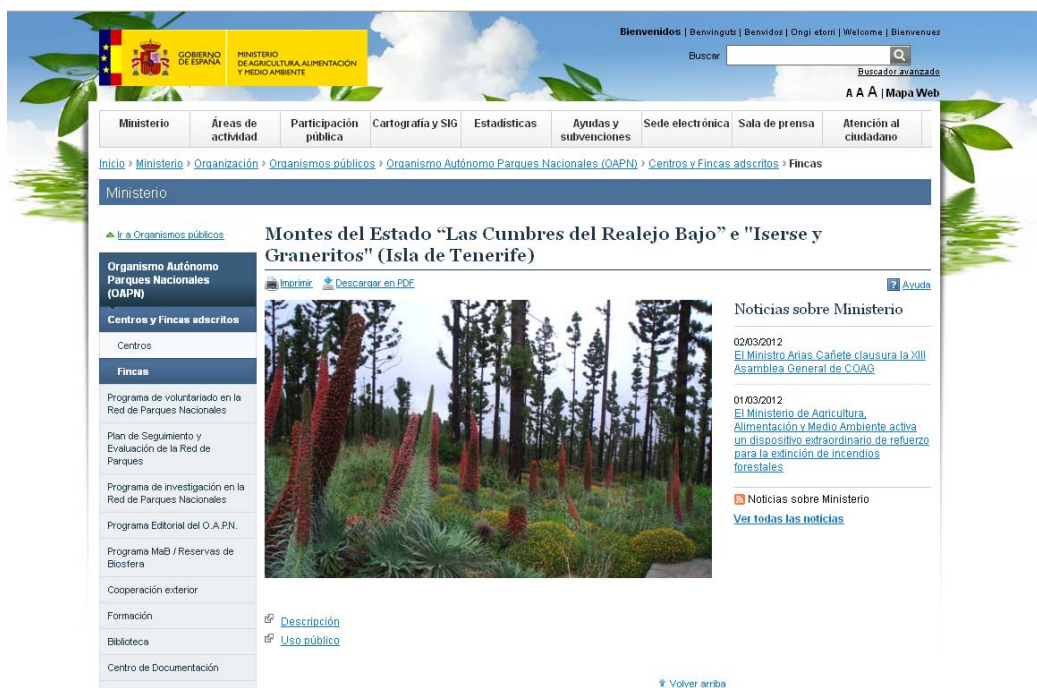 Bienvenidos | Benvinguts | Benvidos | Ongi etorri | Welcome | Bienvenues
GOBIERNO
DE ESPAÑA
MINISTERIO
DE AGRICULTURA, ALIMENTACIÓN
Y MEDIO AMBIENTE
Buscar
Buscador avanzado
A A A | Mapa Web
Ministerio
Áreas de
actividad
Participación
pública
Cartografía y SIG
Estadísticas
Ayudas y
subvenciones
Sede electrónica
Sala de prensa
Atención al
ciudadano
Inicio > Ministerio > Organización > Organismos públicos > Organismo Autónomo Parques Nacionales (OAPN) > Centros y Fincas adscritos > Fincas
Ministerio
Ir a Organismos públicos
Organismo Autónomo
Parques Nacionales
(OAPN)
Centros y Fincas adscritos
Centros
Fincas
Programa de voluntariado en la
Red de Parques Nacionales
Plan de Seguimiento y
Evaluación de la Red de
Parques
Programa de investigación en la
Red de Parques Nacionales
Programa Editorial del O.A.P.N.
Programa MaB / Reservas de
Biosfera
Cooperación exterior
Formación
Biblioteca
Centro de Documentación
Montes del Estado “Las Cumbres del Realejo Bajo” e "Iserse y
Graneritos" (Isla de Tenerife)
Imprimir Descargar en PDF
? Ayuda
Descripción
Uso público
Volver arriba
Noticias sobre Ministerio
02/03/2012
El Ministro Arias Cañete clausura la XIII
Asamblea General de COAG
01/03/2012
El Ministerio de Agricultura,
Alimentación y Medio Ambiente activa
un dispositivo extraordinario de refuerzo
para la extinción de incendios
forestales
Noticias sobre Ministerio
Ver todas las noticias